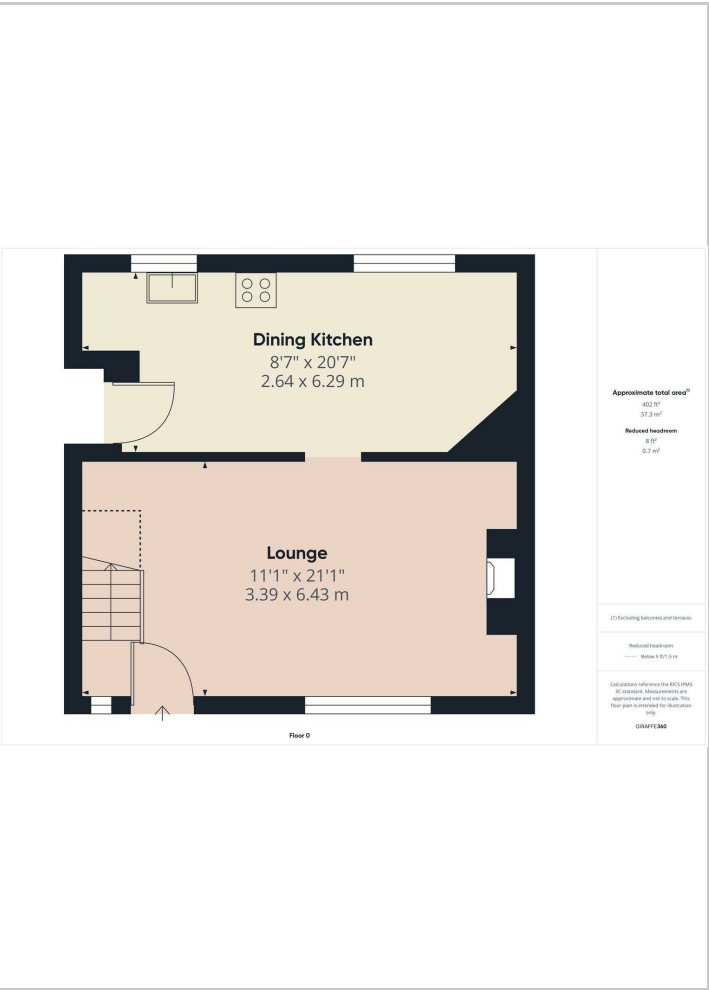 Dining Kitchen
8'7" x 20'7"
2.64 x 6.29 m
Lounge
11'1" x 21'1"
3.39 x 6.43 m
Floor 0
Approximate total area(1)
402 ft²
37.3 m²
Reduced headroom
8 ft²
0.7 m²
(1) Excluding balconies and terraces.
Reduced headroom
Below 5 ft/1.5 m
Calculations reference the RICS IPMS
3C standard. Measurements are
approximate and not to scale. This
floor plan is intended for illustration
only.
GIRAFFE360